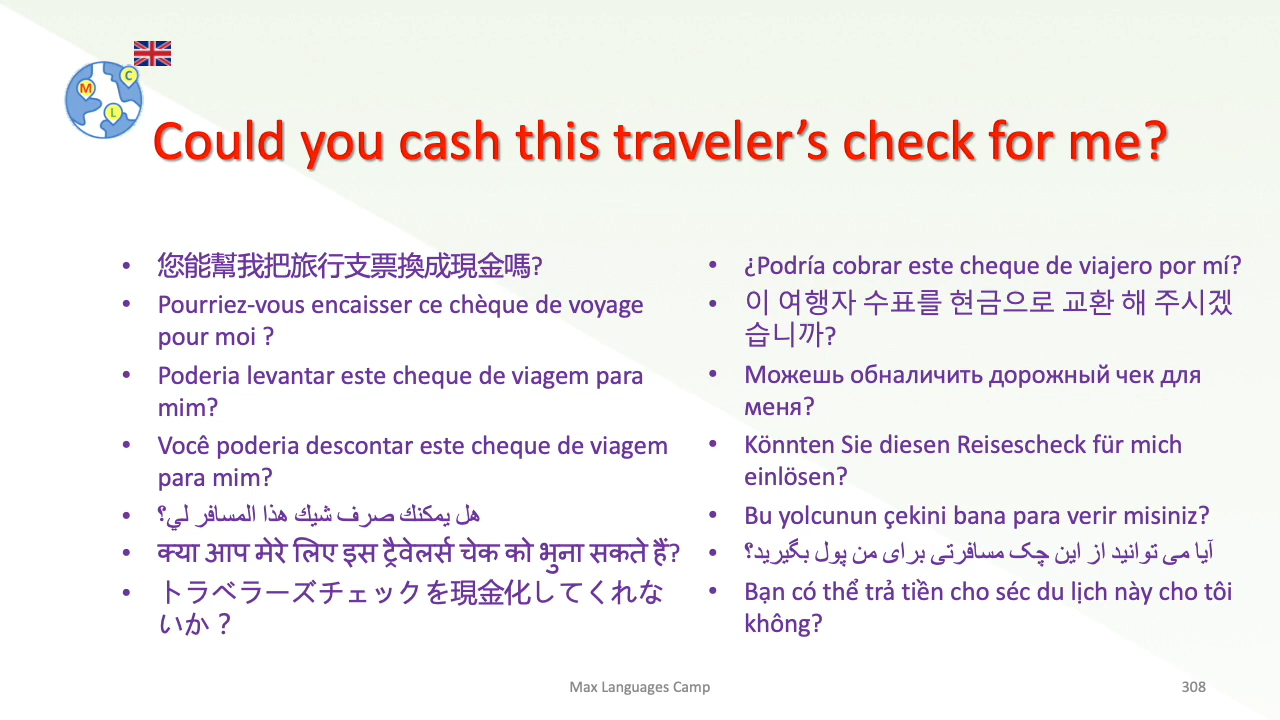 M
C
L
Could you cash this traveler’s check for me?
• 您能幫我把旅行支票換成現金嗎?
• Pourriez-vous encaisser ce chèque de voyage
pour moi ?
• Poderia levantar este cheque de viagem para
mim?
• Você poderia descontar este cheque de viagem
para mim?
• هل يمكنك صرف شيك هذا المسافر لي؟
• क्या आप मेरे लिए इस ट्रैवेलर्स चेक को भुना सकते हैं?
• トラベラーズチェックを現金化してくれな
いか？
• ¿Podría cobrar este cheque de viajero por mí?
• 이 여행자 수표를 현금으로 교환 해 주시겠
습니까?
• Можешь обналичить дорожный чек для
меня?
• Könnten Sie diesen Reisescheck für mich
einlösen?
• Bu yolcunun çekini bana para verir misiniz?
• آیا می توانید از این چک مسافرتی برای من پول بگیرید؟
• Bạn có thể trả tiền cho séc du lịch này cho tôi
không?
Max Languages Camp
308